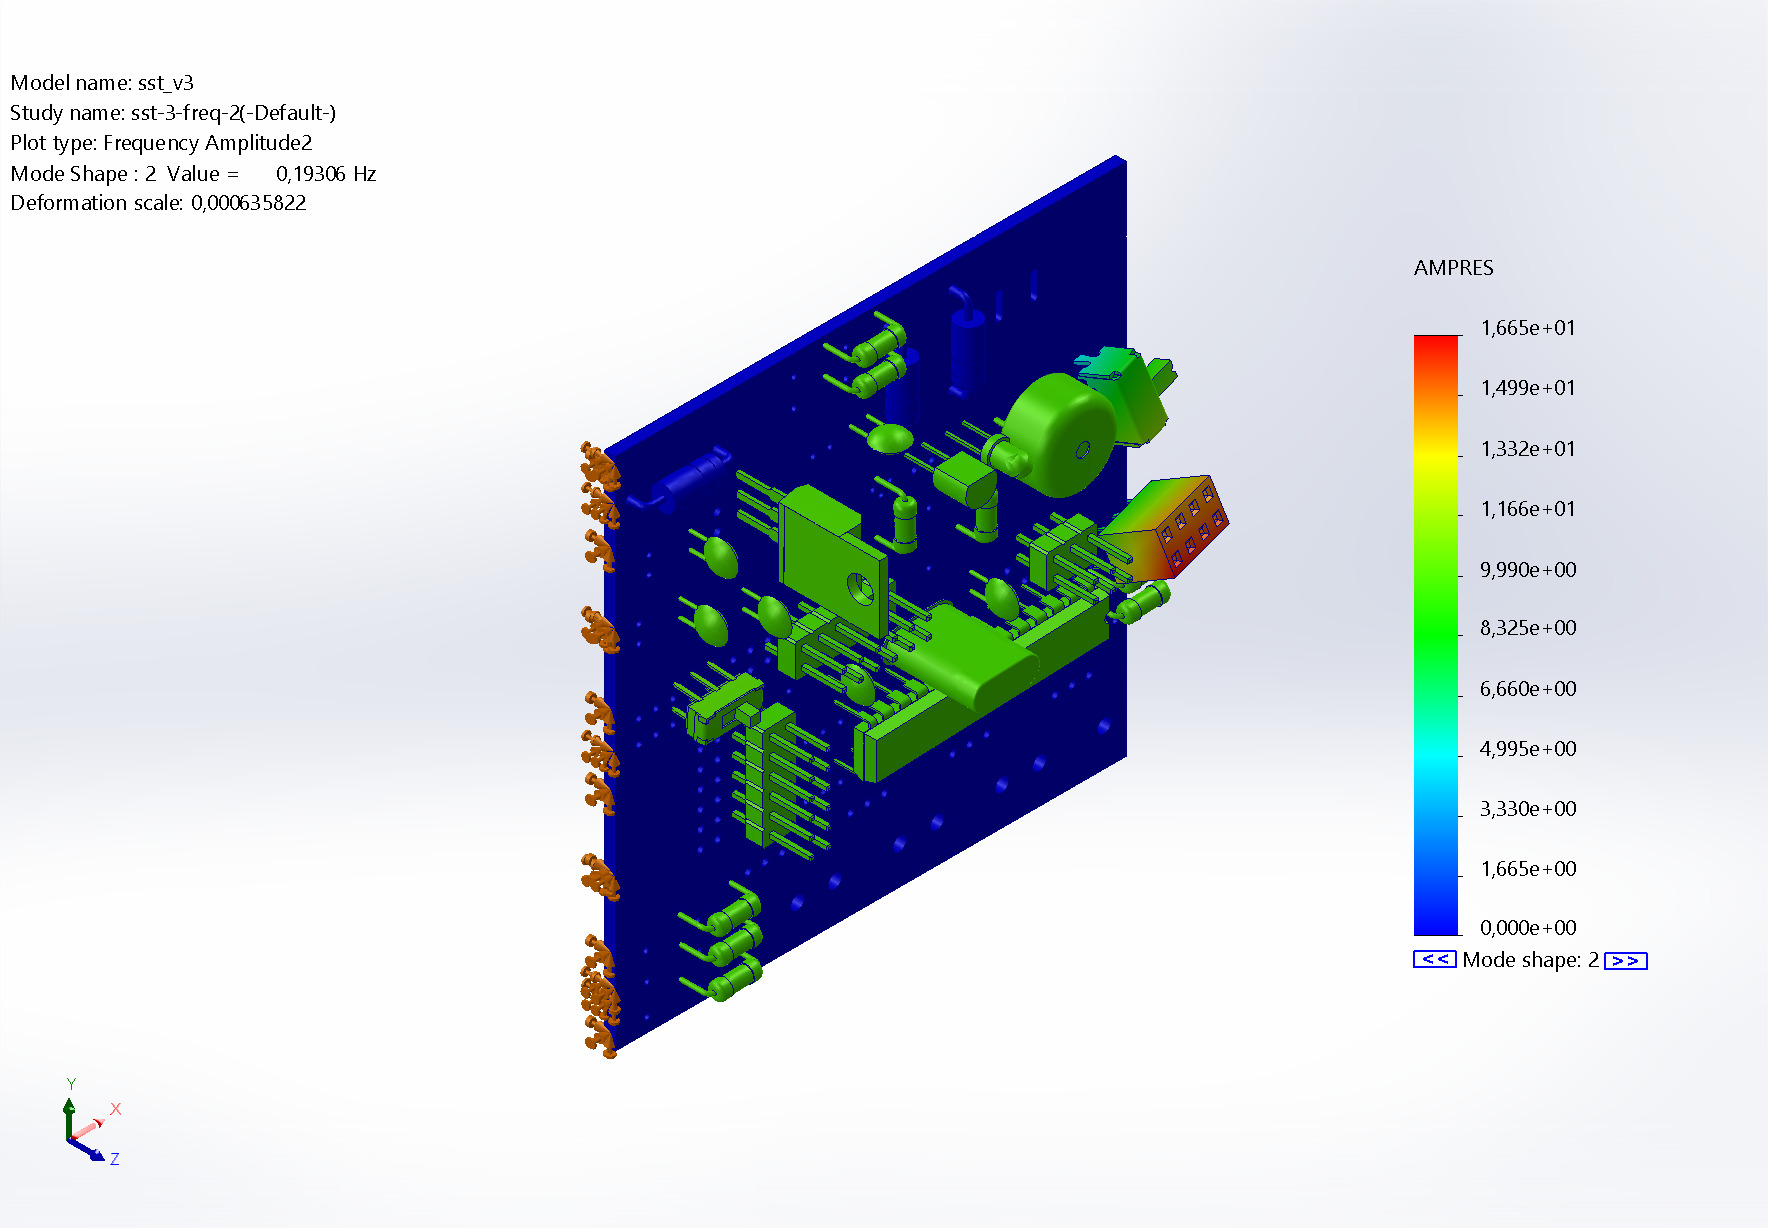 Model name: sst_v3
Study name: sst-3-freq-2(-Default-)
Plot type: Frequency Amplitude2
Mode Shape : 2 Value = 0,19306 Hz
Deformation scale: 0,000635822
AMPRES
1,665e+01
1,499e+01
1,332e+01
1,166e+01
9,990e+00
8,325e+00
6,660e+00
4,995e+00
3,330e+00
1,665e+00
0,000e+00
<< Mode shape: 2 >>
Y
X
Z